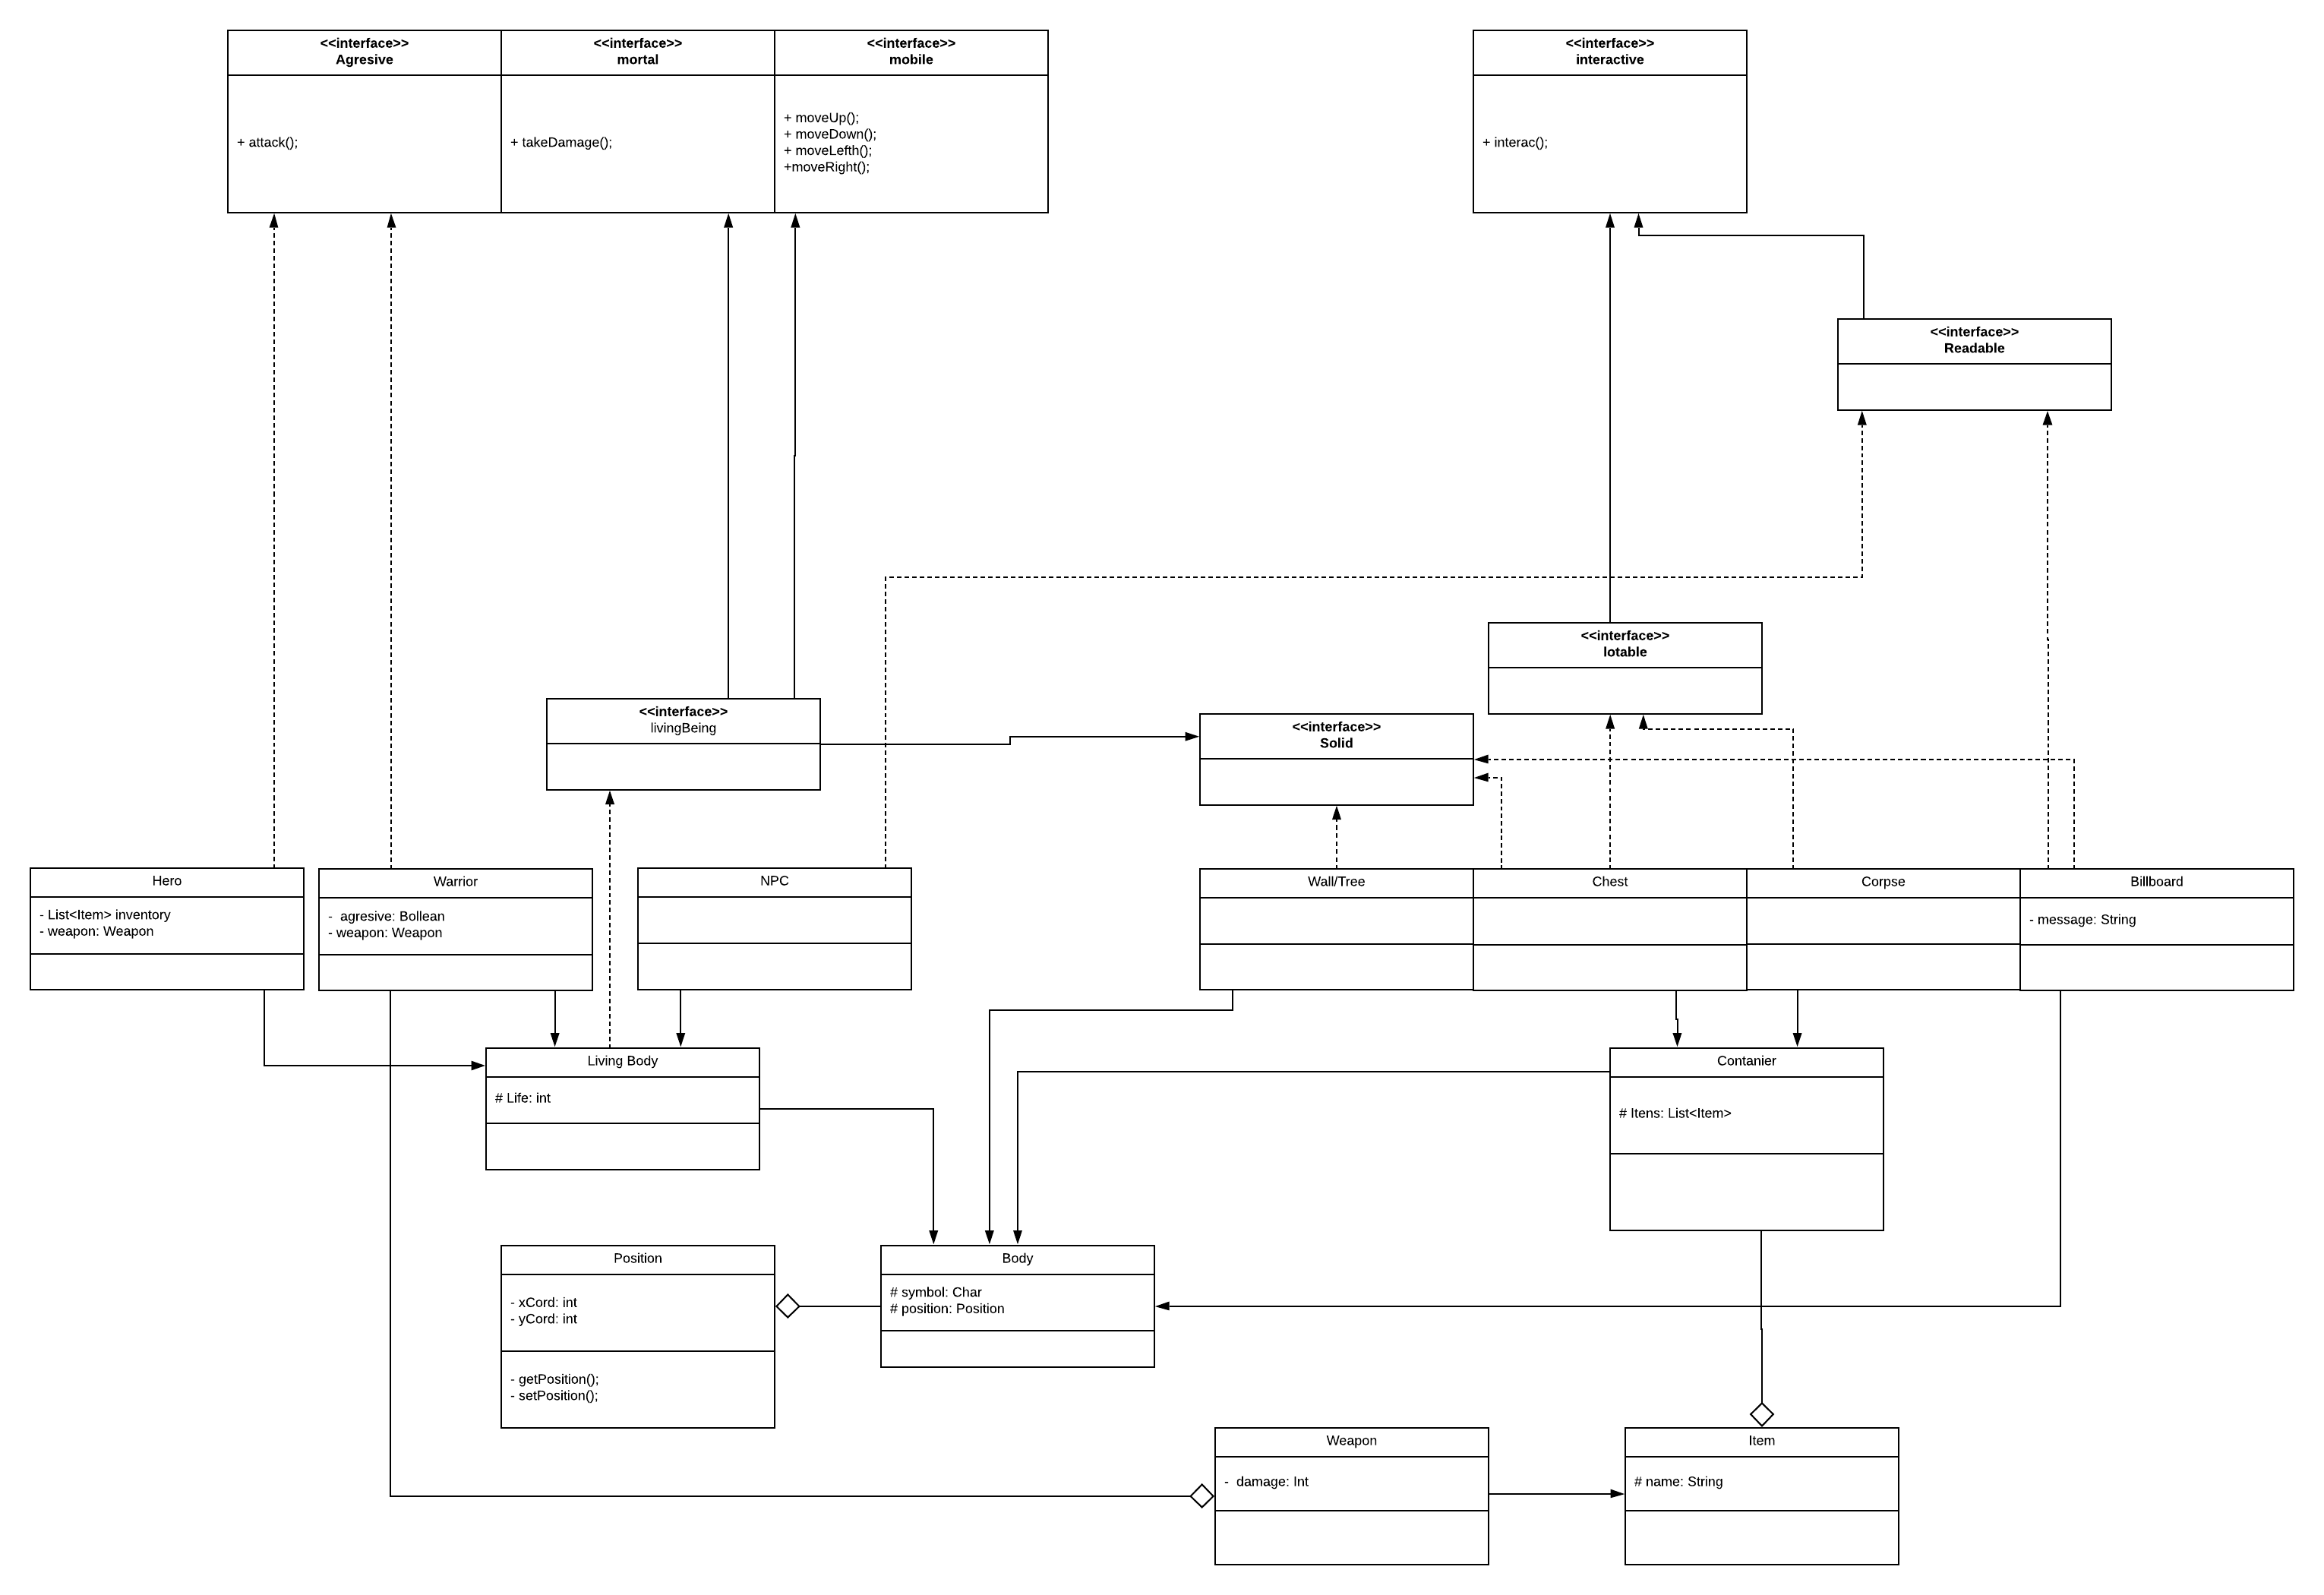 <<interface>>
Agresive
+ attack();
<<interface>>
mortal
+ takeDamage();
<<interface>>
mobile
+ moveUp();
+ moveDown();
+ moveLefth();
+moveRight();
<<interface>>
interactive
+ interac();
<<interface>>
Readable
<<interface>>
lotable
<<interface>>
livingBeing
<<interface>>
Solid
Hero
- List<Item> inventory
- weapon: Weapon
Warrior
-  agresive: Bollean
- weapon: Weapon
NPC
Wall/Tree
Chest
Corpse
Billboard
- message: String
Living Body
# Life: int
Contanier
# Itens: List<Item>
Position
- xCord: int
- yCord: int
- getPosition();
- setPosition();
Body
# symbol: Char
# position: Position
Weapon
-  damage: Int
Item
# name: String